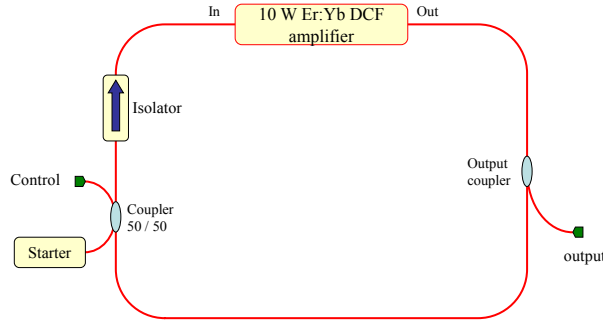 In
10 W Er:Yb DCF
amplifier
Out
Isolator
Output
coupler
Control
Coupler
50 / 50
Starter
output